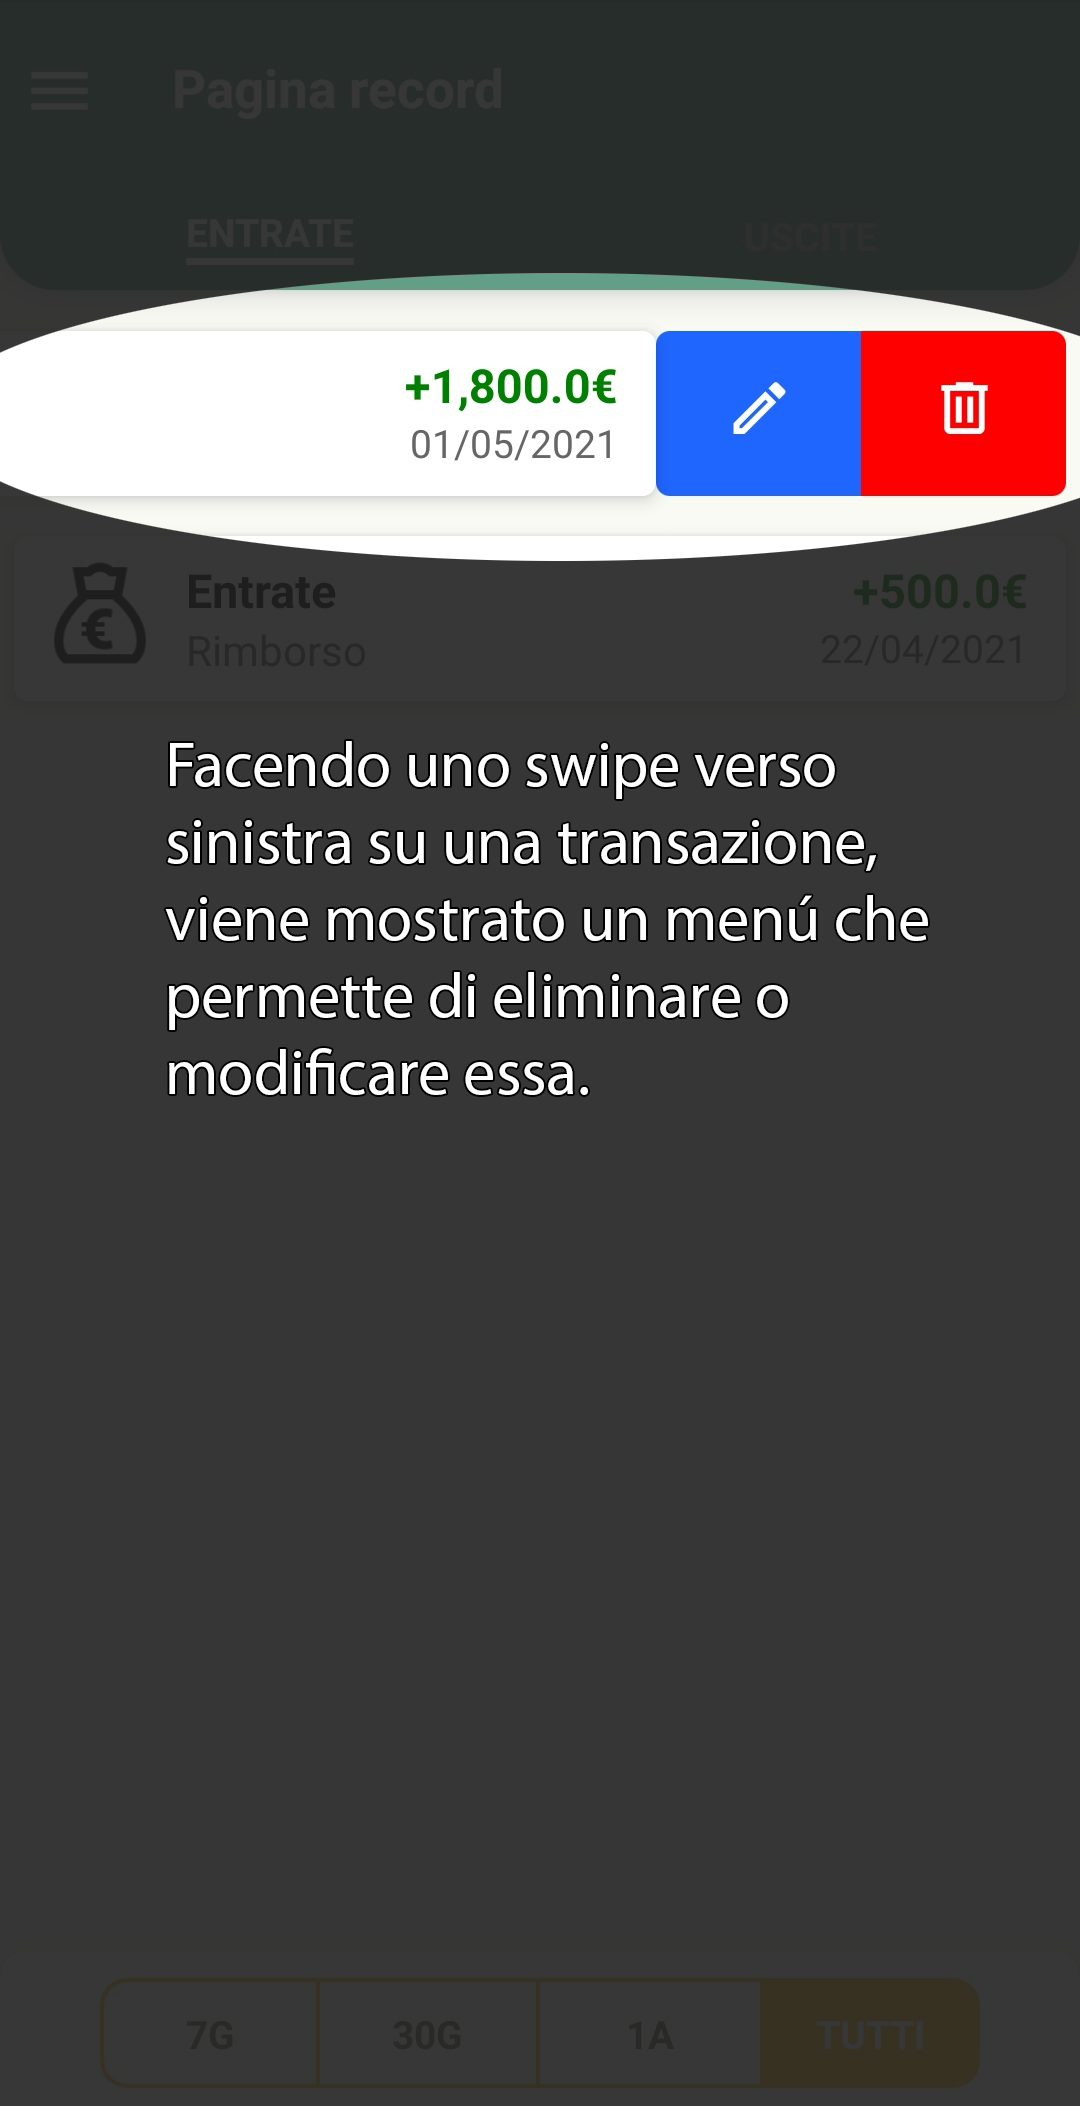 Pagina record
ENTRATE
USCITE
+1,800.0€
01/05/2021
Entrate
+500.0€
Rimborso
22/04/2021
Facendo uno swipe verso
sinistra su una transazione,
viene mostrato un menú che
permette di eliminare o
modificare essa.
7G
30G
1A
TUTTI